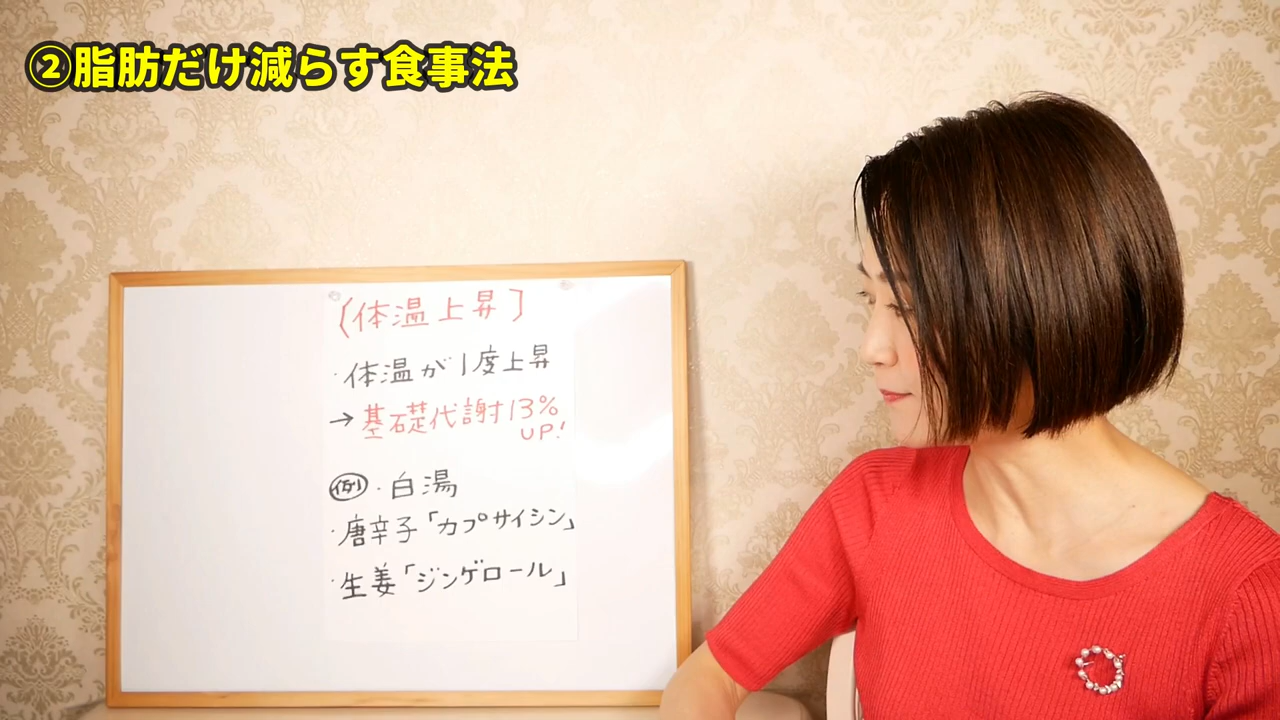 ②脂肪だけ減らす食事法
〔体温上昇〕
・体温が1度上昇
→基礎代謝13%
UP!
例・白湯
・唐辛子「カプサイシン」
・生姜「ジンゲロール」